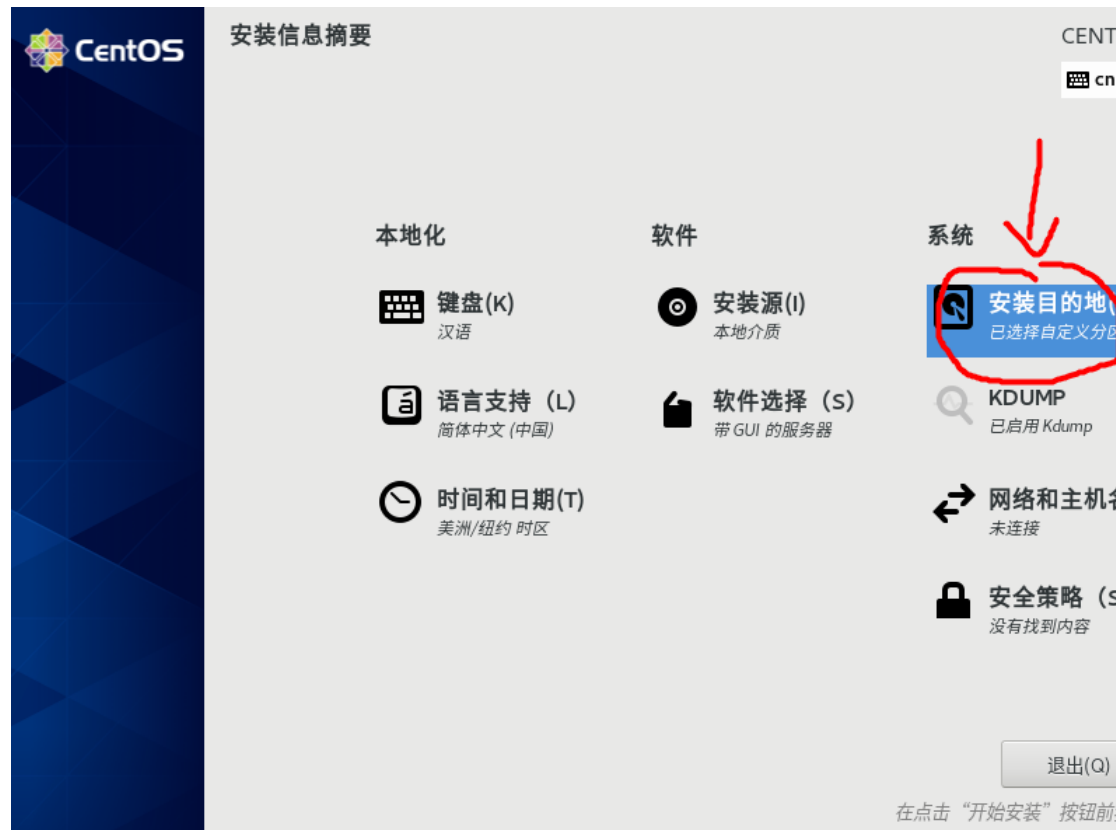 CentOS
安装信息摘要
CENT
cn
本地化
键盘(K)
汉语
语言支持（L）
简体中文 (中国)
时间和日期(T)
美洲/纽约 时区
软件
安装源(I)
本地介质
软件选择（S）
带 GUI 的服务器
系统
安装目的地(
已选择自定义分区
KDUMP
已启用 Kdump
网络和主机名
未连接
安全策略（S
没有找到内容
退出(Q)
在点击“开始安装”按钮前